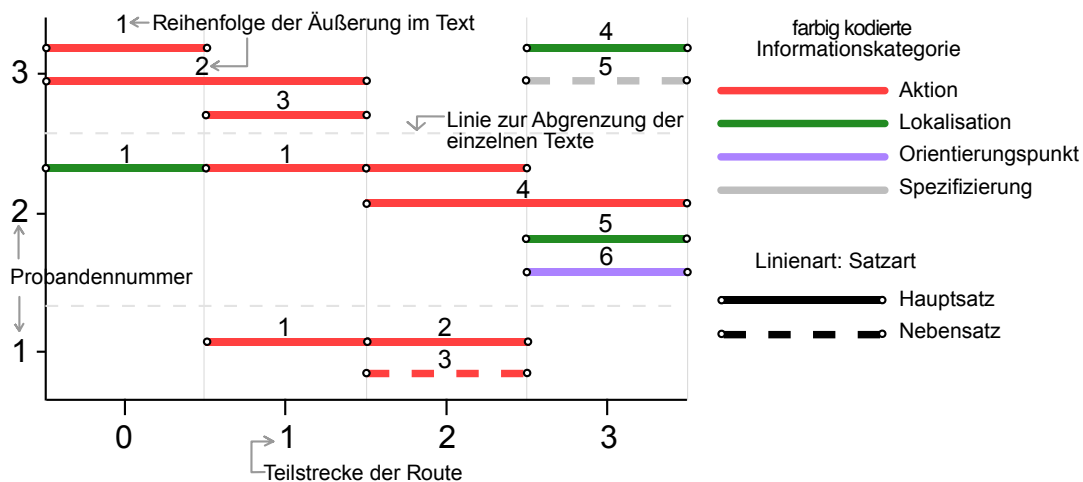 1 Reihenfolge der Äußerung im Text
4
farbig kodierte
Informationskategorie
2
5
3
3
Aktion
Linie zur Abgrenzung der
einzelnen Texte
Lokalisation
1 1
Orientierungspunkt
4
Spezifizierung
2
5
6
Linienart: Satzart
Probandennummer
Hauptsatz
1 2
Nebensatz
1
3
0 1 2 3
Teilstrecke der Route